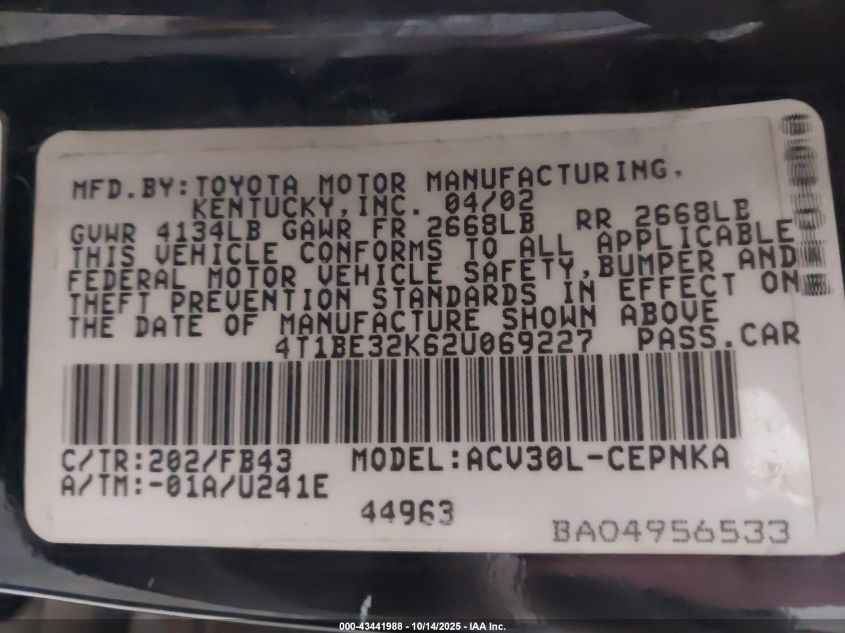 MFD.BY:TOYOTA MOTOR MANUFACTURING,
KENTUCKY,INC. 04/02
GVWR 4134LB GAWR FR 2668LB RR 2668LB
THIS VEHICLE CONFORMS TO ALL APPLICABLE
FEDERAL MOTOR VEHICLE SAFETY,BUMPER AND
THEFT PREVENTION STANDARDS IN EFFECT ON
THE DATE OF MANUFACTURE SHOWN ABOVE
4T1BE32K62U069227 PASS.CAR
C/TR:202/FB43 MODEL:ACV30L-CEPNKA
A/TM:-01A/U241E
44963
BA04956533
000-43441988 - 10/14/2025 - IAA Inc.